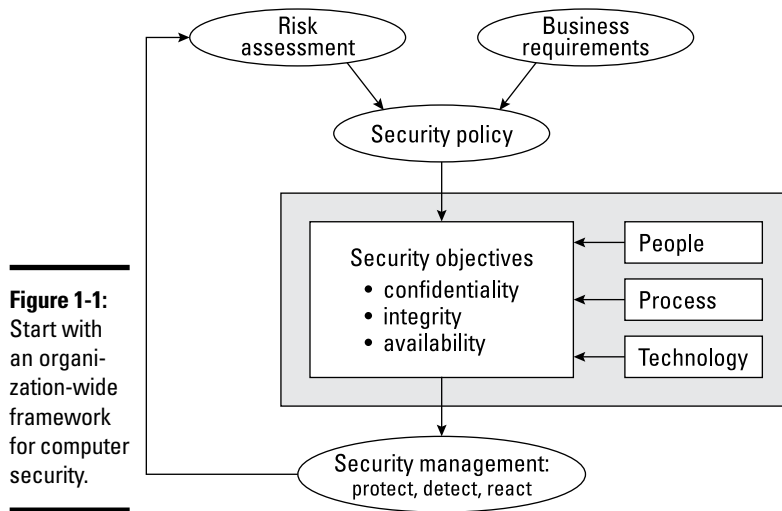 Risk
assessment
Business
requirements
Security policy
Security objectives
• confidentiality
• integrity
• availability
People
Process
Technology
Security management:
protect, detect, react
Figure 1-1:
Start with
an organi-
zation-wide
framework
for computer
security.